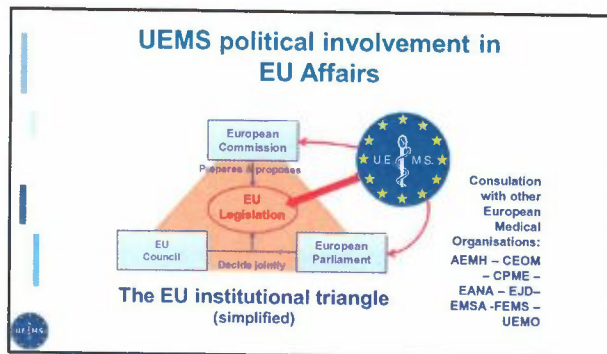 UEMS political involvement in
EU Affairs
European
Commission
Prepares & proposes
EU
Legislation
EU
Council
Decide jointly
European
Parliament
U.E.M.S.
Consulation
with other
European
Medical
Organisations:
AEMH – CEOM
– CPME –
EANA – EJD–
EMSA -FEMS –
UEMO
The EU institutional triangle
(simplified)
U.E.M.S.